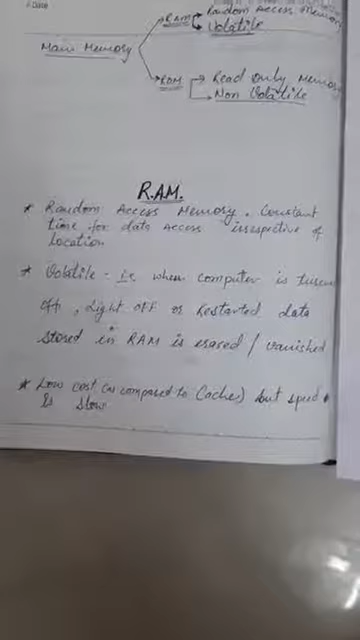 Date
RAM → Random Access Memory
Volatile
Main Memory
ROM → Read Only Memory
→ Non Volatile
R.A.M.
* Random Access Memory. Constant
time for data access irrespective of
location
* Volatile - i.e. when computer is turned
off, Light off or Restarted data
stored in RAM is erased / vanished
* Low cost (as compared to Cache) but speed
is slow